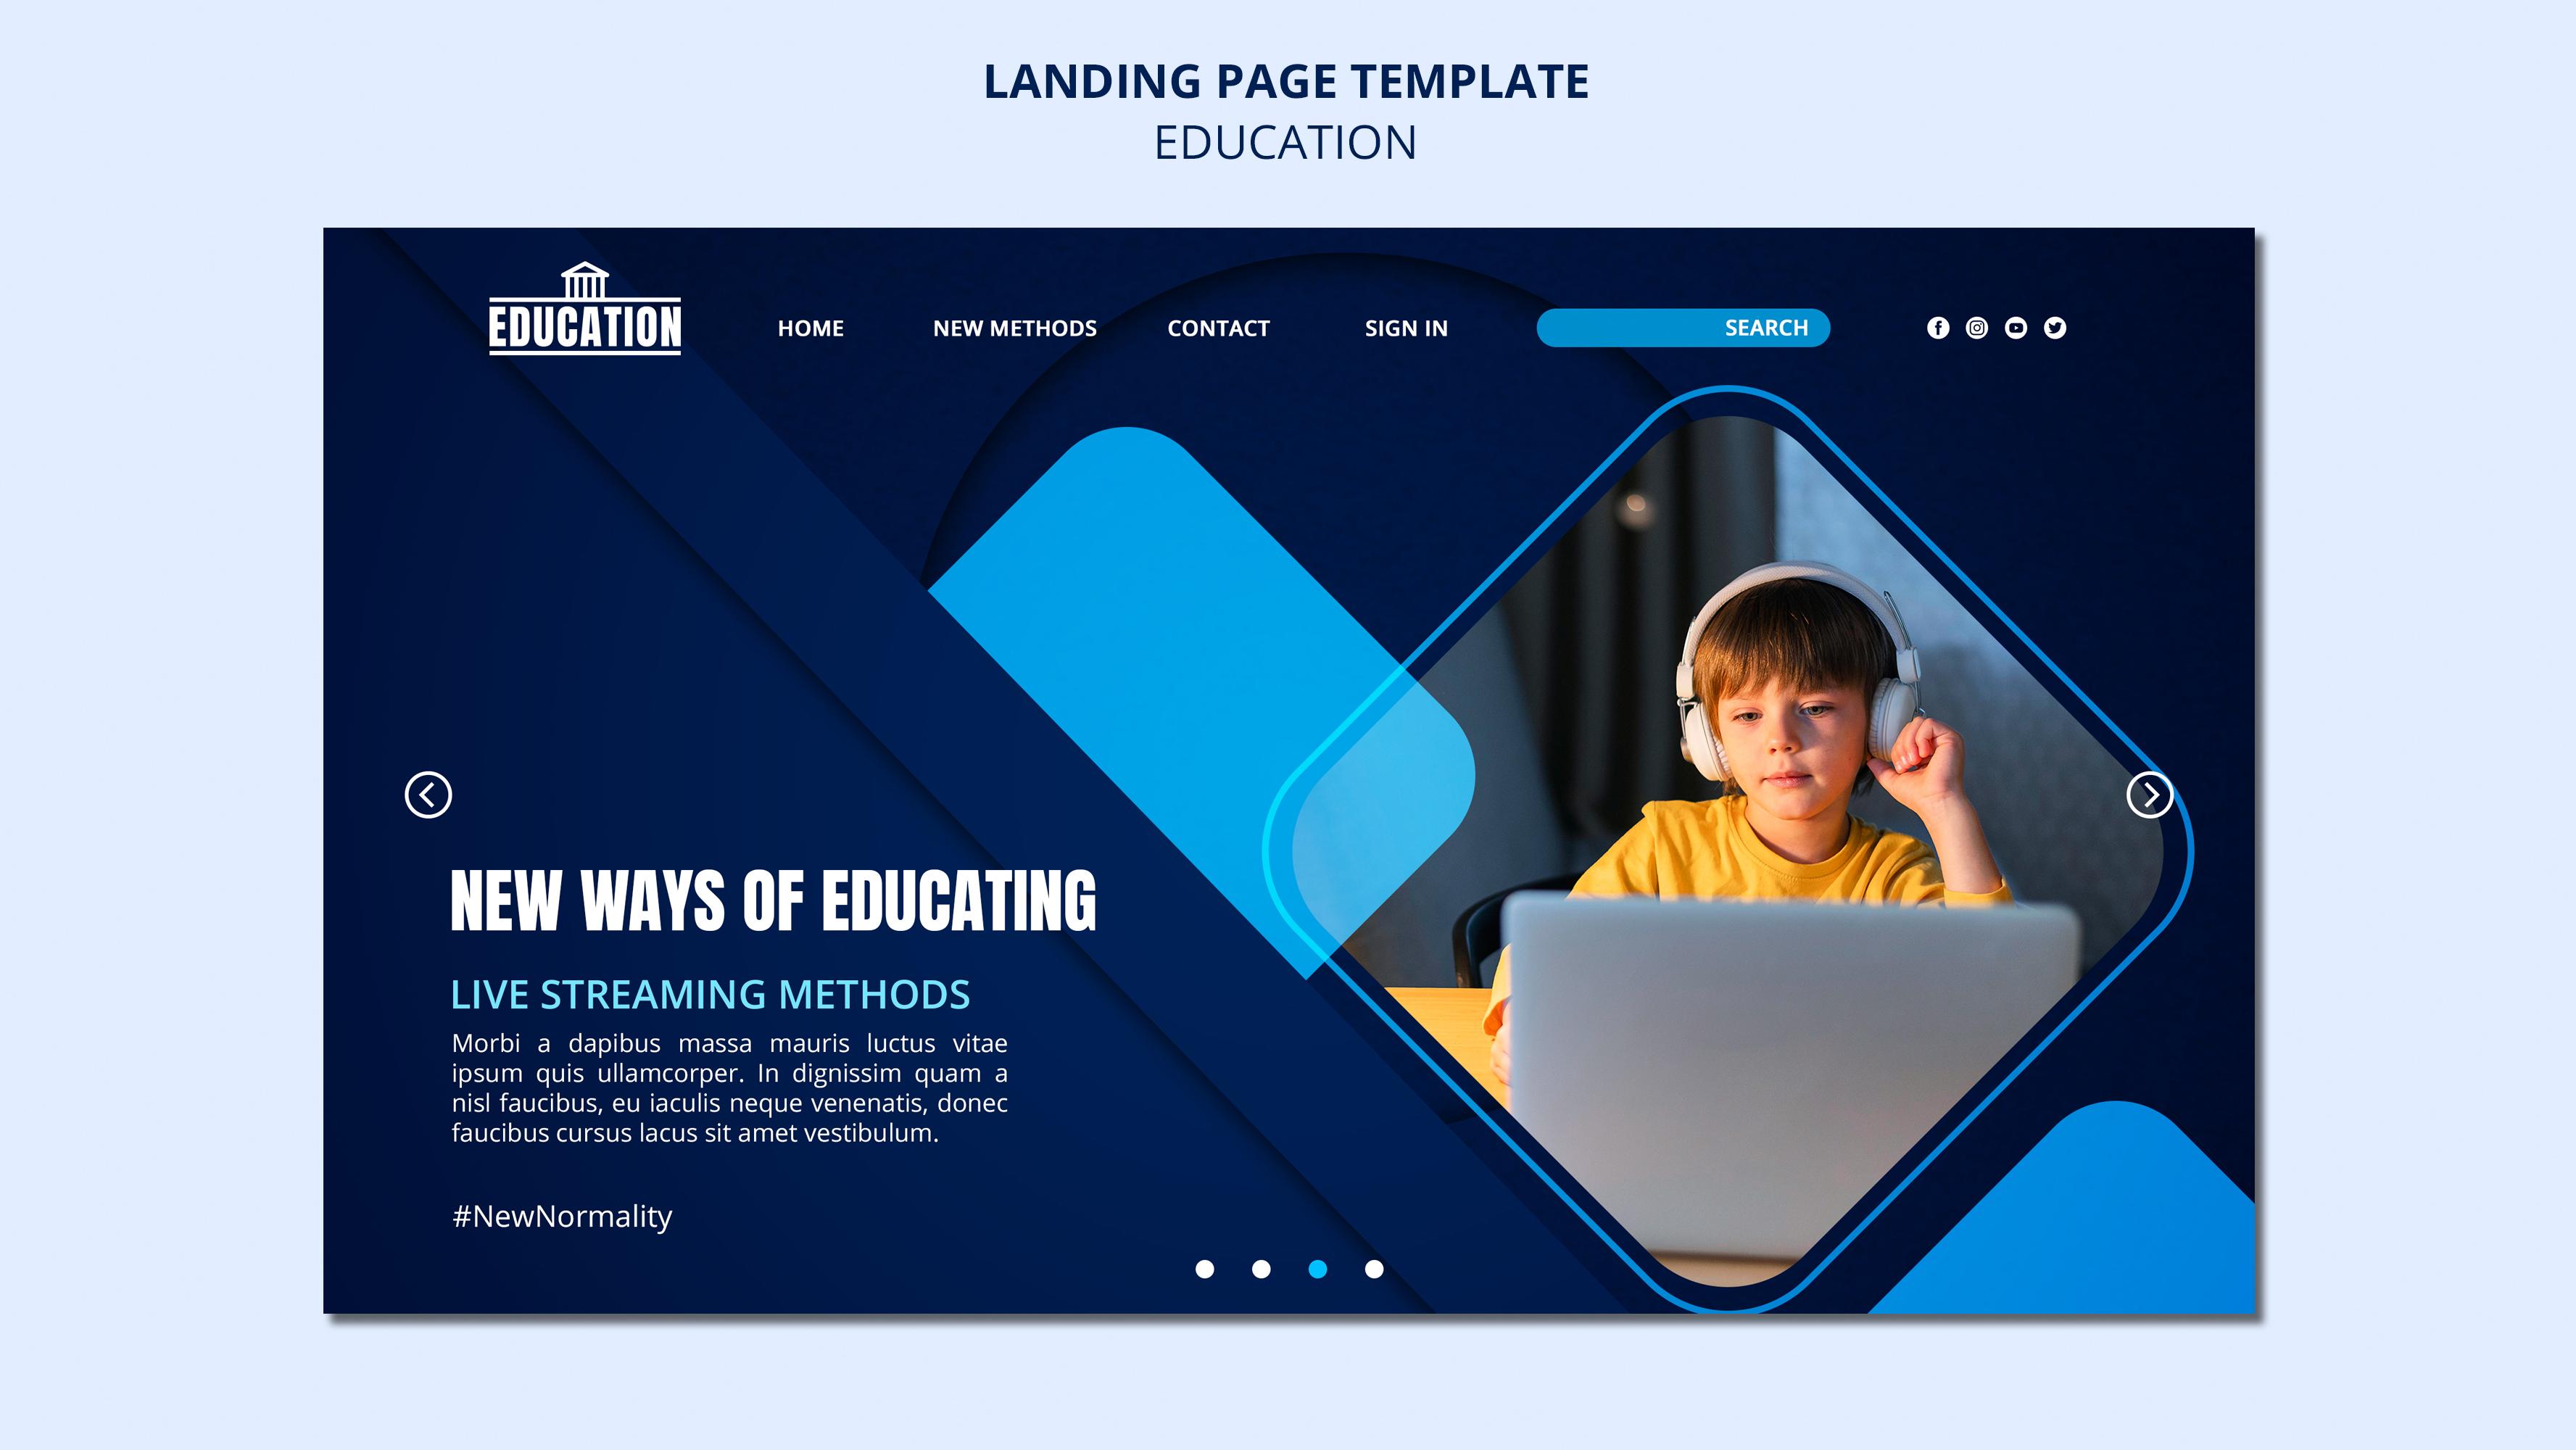 LANDING PAGE TEMPLATE
EDUCATION
EDUCATION
HOME
NEW METHODS
CONTACT
SIGN IN
SEARCH
NEW WAYS OF EDUCATING
LIVE STREAMING METHODS
Morbi a dapibus massa mauris luctus vitae
ipsum quis ullamcorper. In dignissim quam a
nisl faucibus, eu iaculis neque venenatis, donec
faucibus cursus lacus sit amet vestibulum.
#NewNormality